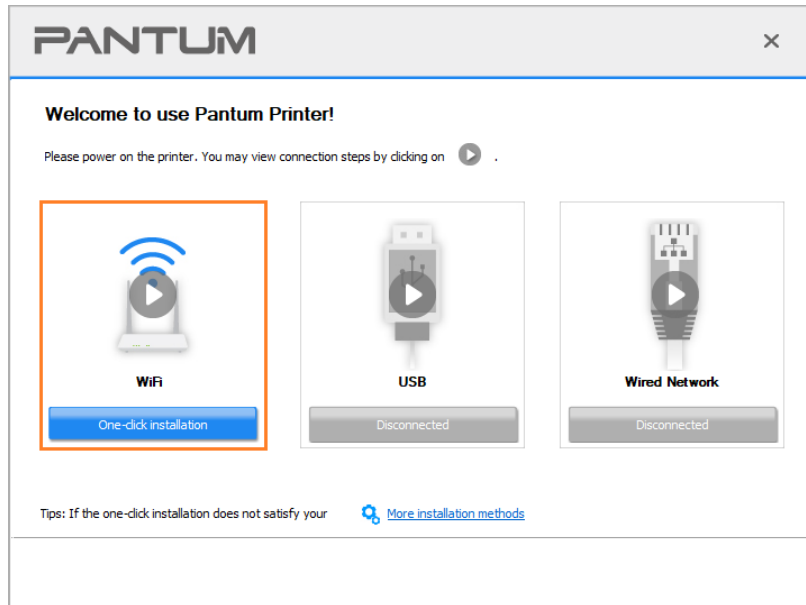 PANTUM
Welcome to use Pantum Printer!
Please power on the printer. You may view connection steps by clicking on .
WiFi
One-click installation
USB
Disconnected
Wired Network
Disconnected
Tips: If the one-click installation does not satisfy your More installation methods